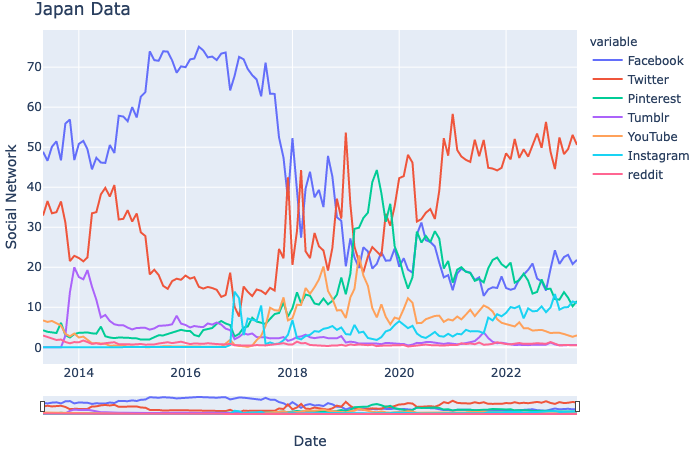 Japan Data
variable
Facebook
Twitter
Pinterest
Tumblr
YouTube
Instagram
reddit
Social Network
70
60
50
40
30
20
10
0
2014 2016 2018 2020 2022
Date